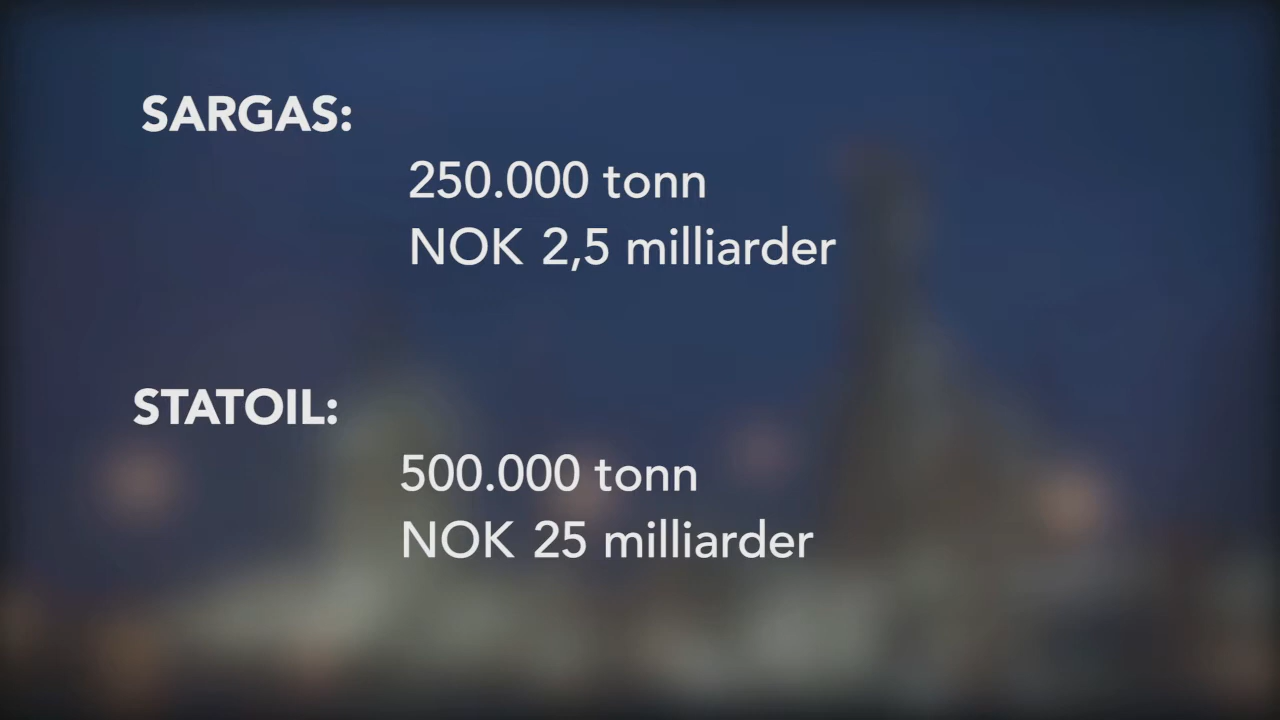 SARGAS:
250.000 tonn
NOK 2,5 milliarder
STATOIL:
500.000 tonn
NOK 25 milliarder